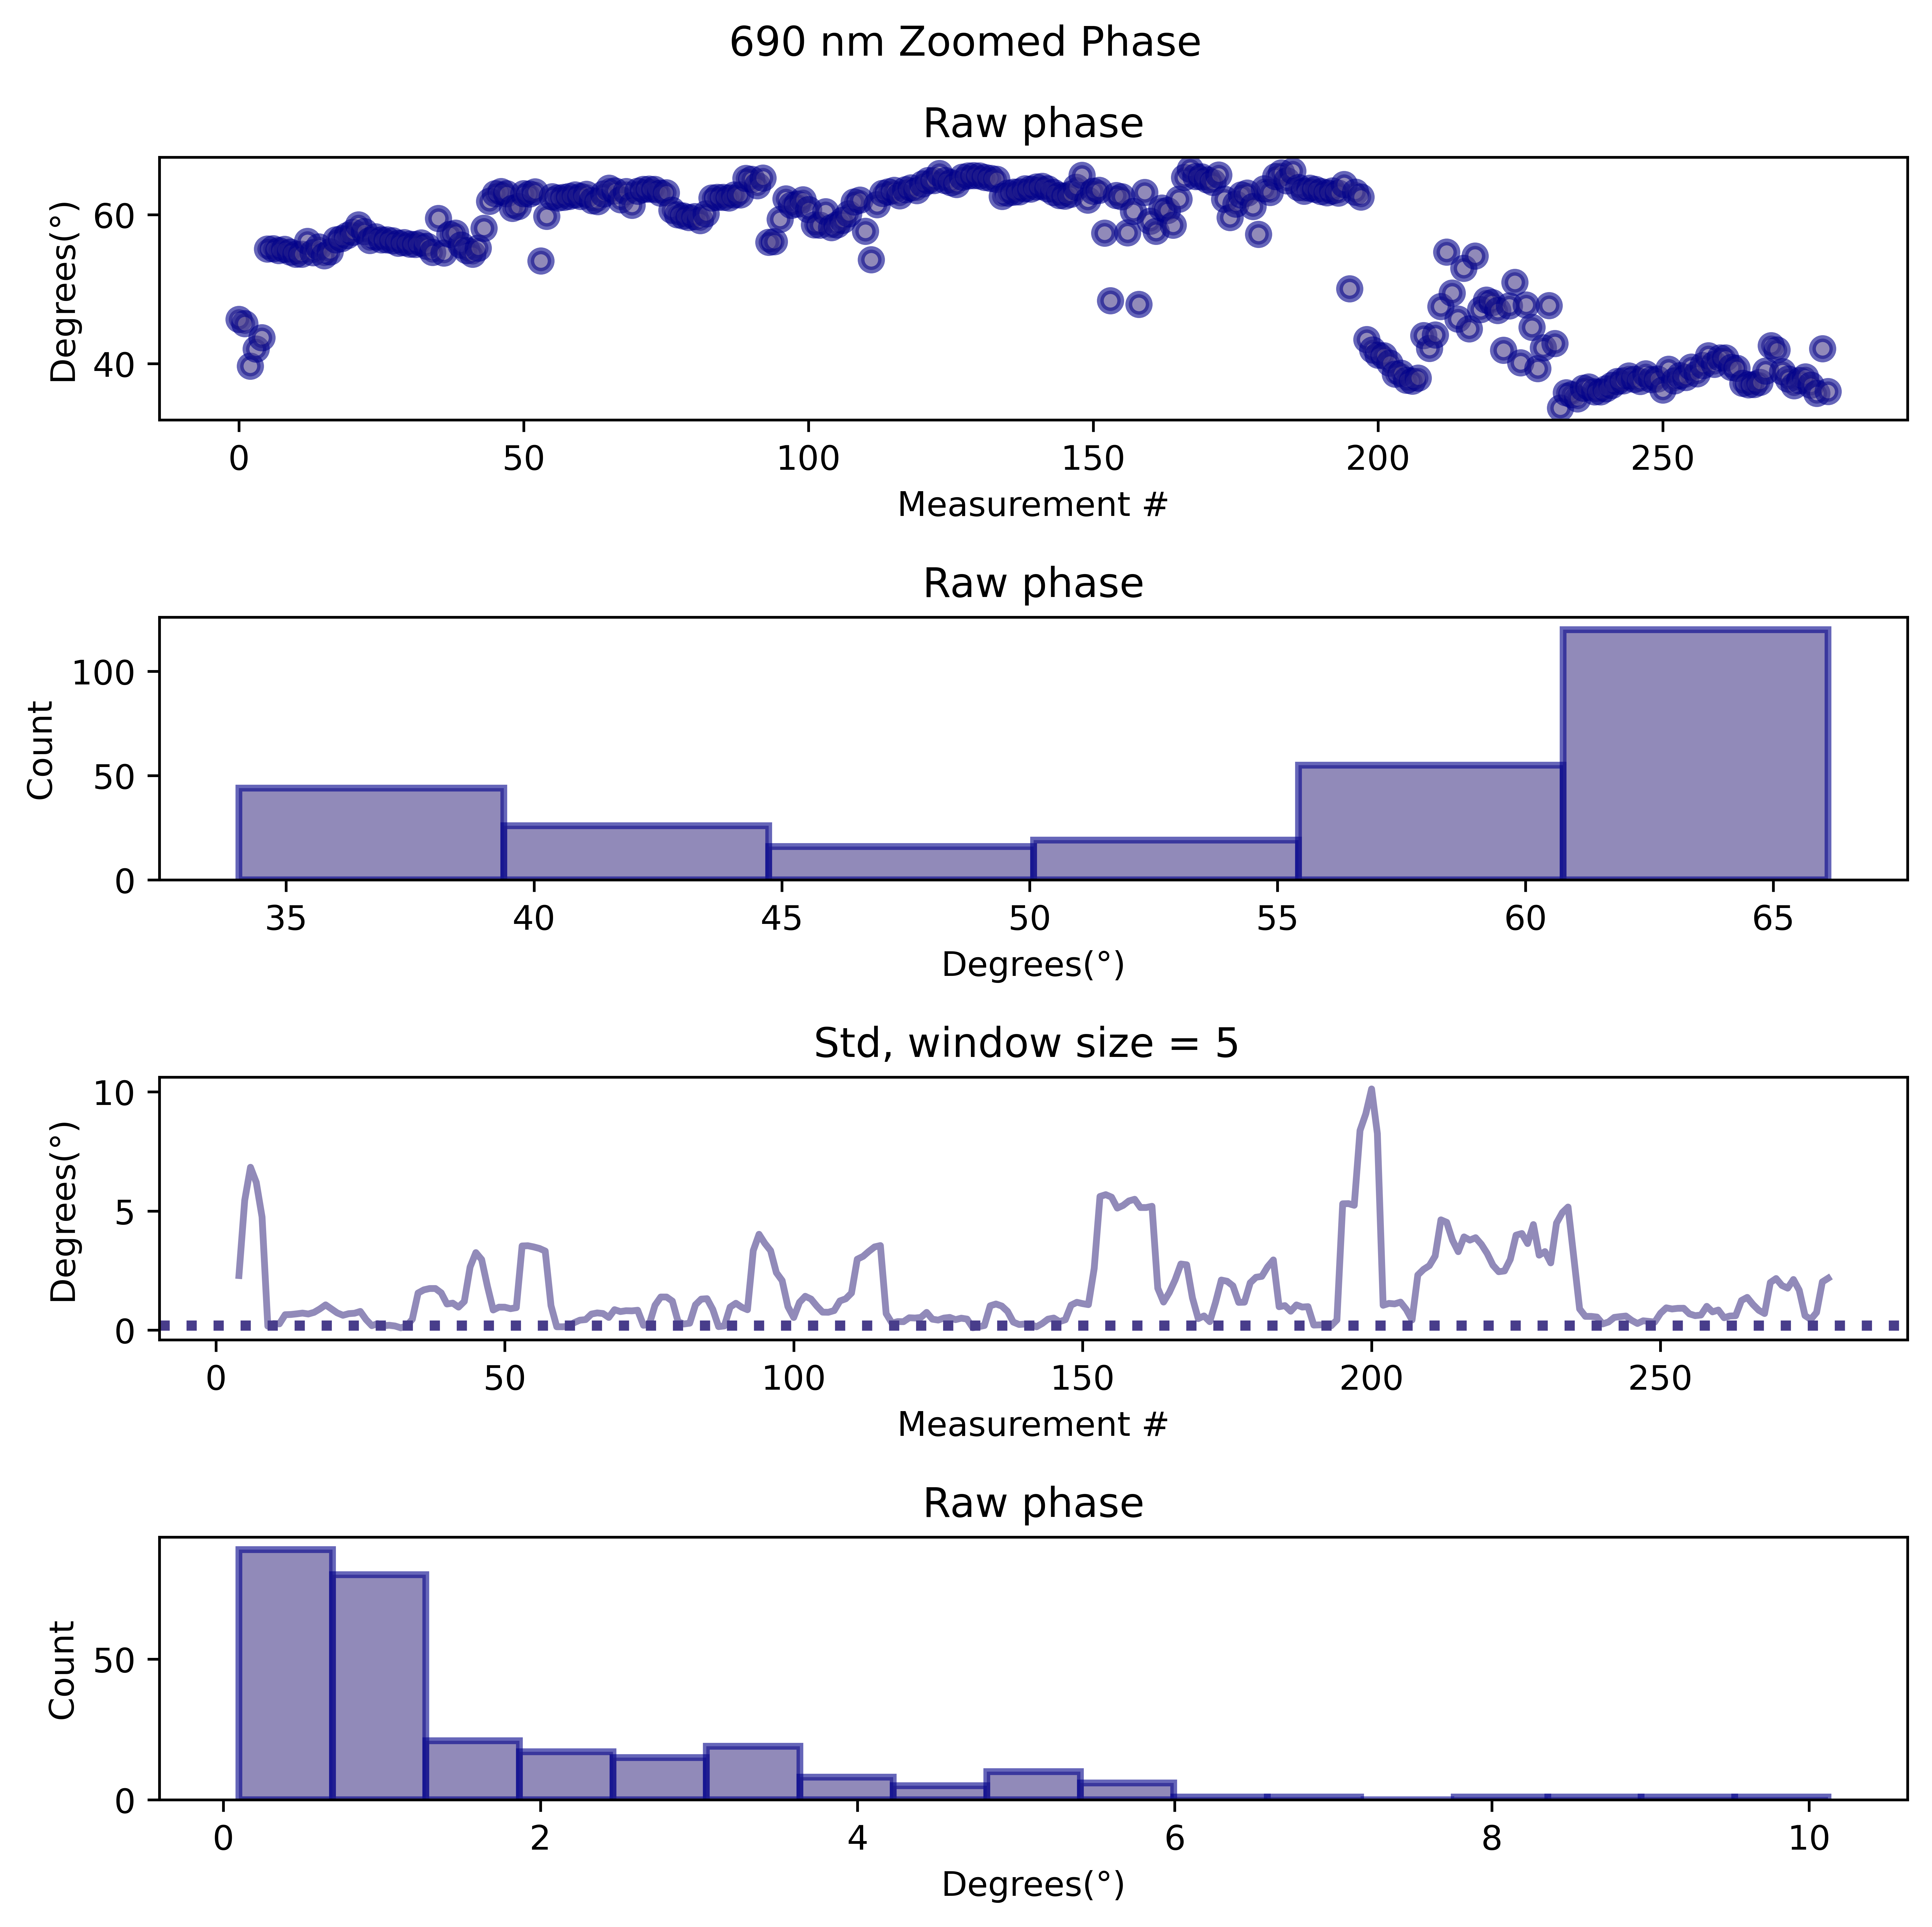 690 nm Zoomed Phase
Raw phase
Degrees(°)
60
40
0 50 100 150 200 250
Measurement #
Raw phase
Count
100
50
0
35 40 45 50 55 60 65
Degrees(°)
Std, window size = 5
Degrees(°)
10
5
0
0 50 100 150 200 250
Measurement #
Raw phase
Count
50
0
0 2 4 6 8 10
Degrees(°)